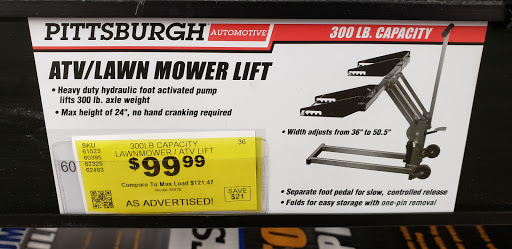 PITTSBURGH AUTOMOTIVE 300 LB. CAPACITY
ATV/LAWN MOWER LIFT
• Heavy duty hydraulic foot activated pump
lifts 300 lb. axle weight
• Max height of 24", no hand cranking required
• Width adjusts from 36" to 50.5"
• Separate foot pedal for slow, controlled release
• Folds for easy storage with one-pin removal
60
SKU
61523
60395
62325
62493
36
300LB CAPACITY
LAWNMOWER / ATV LIFT
$99.99
Compare To Max Load $121.47
AS ADVERTISED!
SAVE
$21